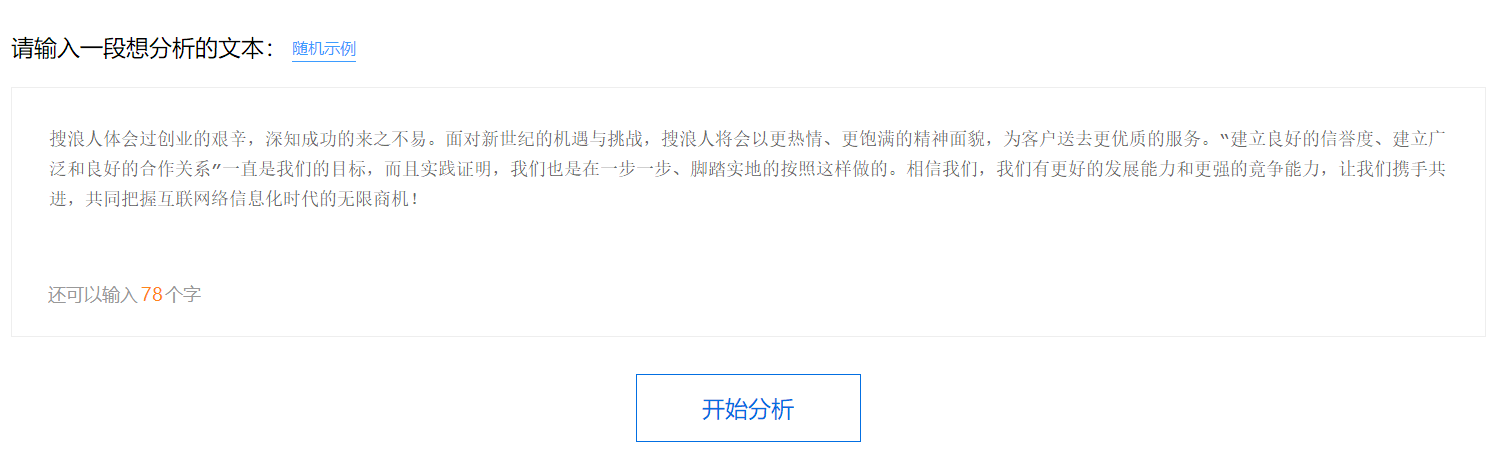 请输入一段想分析的文本： 随机示例
搜浪人体会过创业的艰辛，深知成功的来之不易。面对新世纪的机遇与挑战，搜浪人将会以更热情、更饱满的精神面貌，为客户送去更优质的服务。“建立良好的信誉度、建立广
泛和良好的合作关系”一直是我们的目标，而且实践证明，我们也是在一步一步、脚踏实地的按照这样做的。相信我们，我们有更好的发展能力和更强的竟争能力，让我们携手共
进，共同把握互联网络信息化时代的无限商机！
还可以输入78个字
开始分析